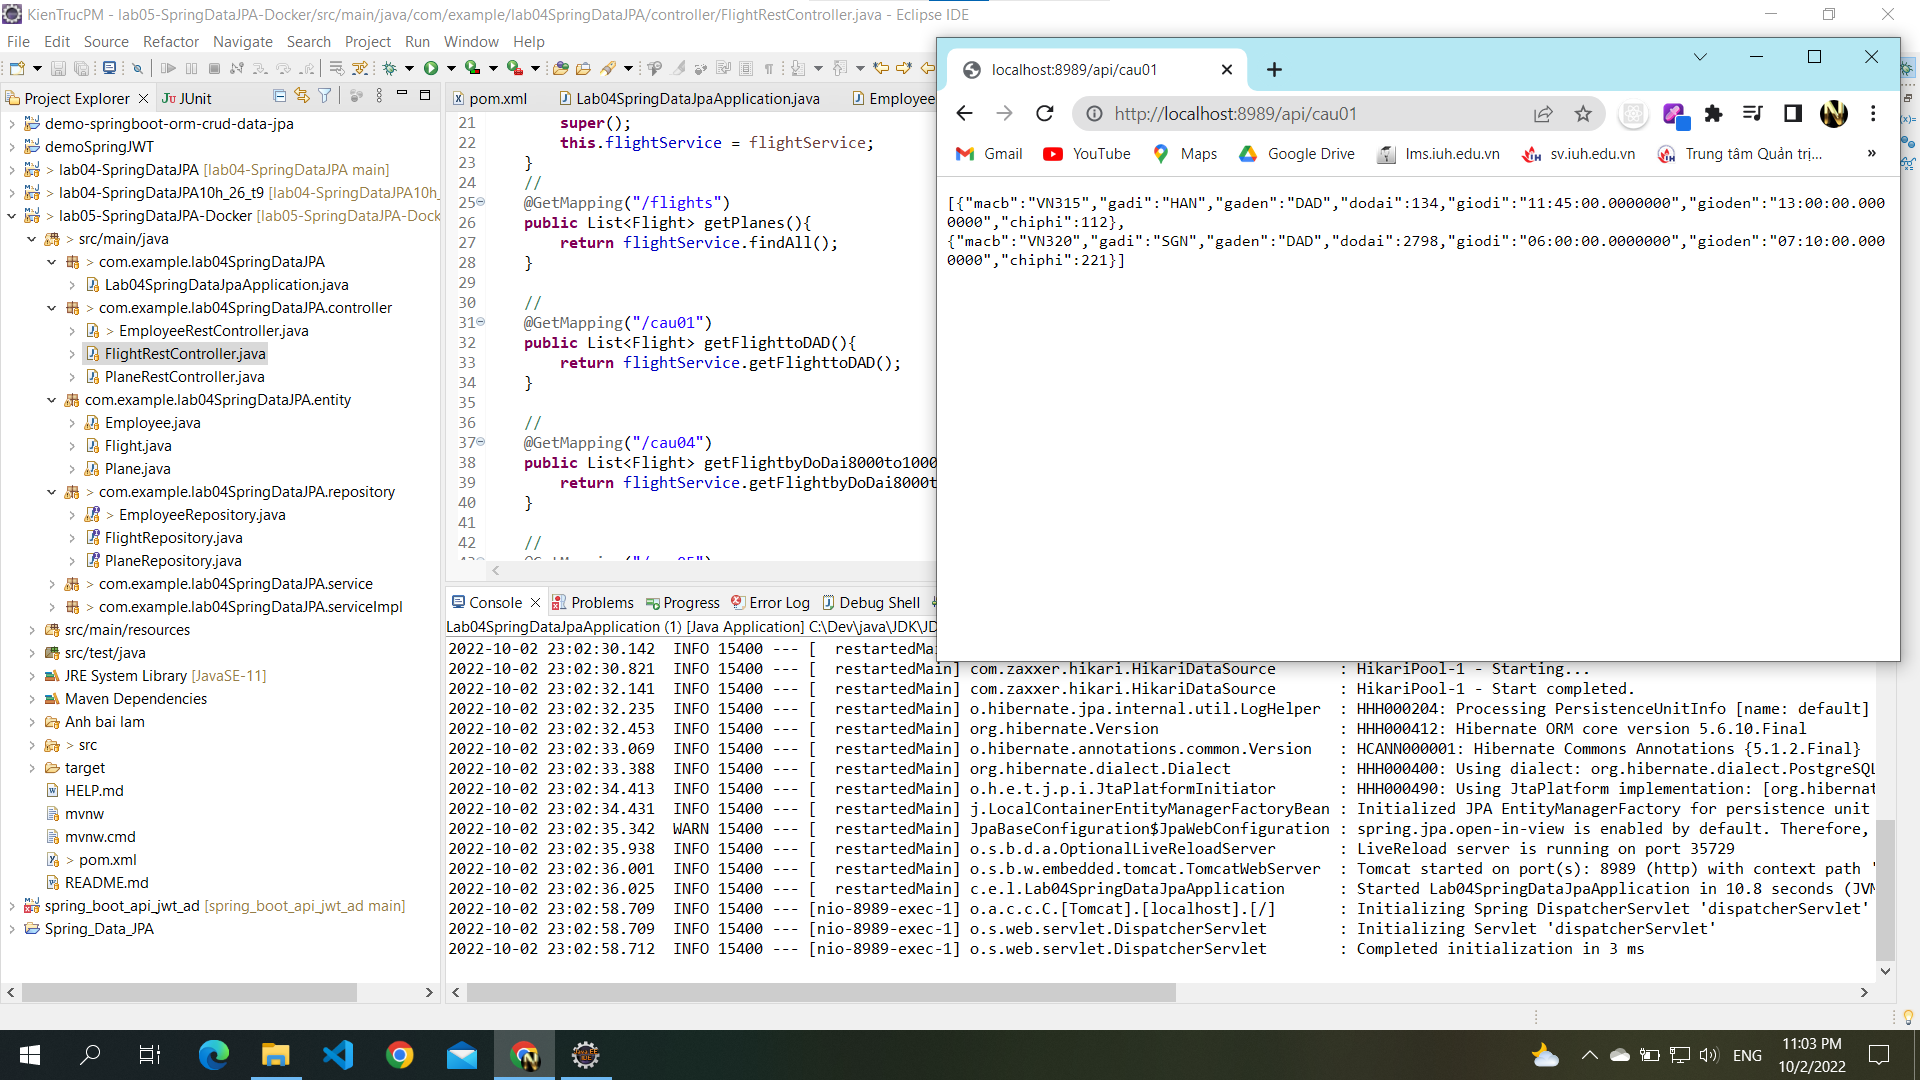 KienTrucPM - lab05-SpringDataJPA-Docker/src/main/java/com/example/lab04SpringDataJPA/controller/FlightRestController.java - Eclipse IDE
File Edit Source Refactor Navigate Search Project Run Window Help
Project Explorer
JUnit
demo-springboot-orm-crud-data-jpa
demoSpringJWT
> lab04-SpringDataJPA [lab04-SpringDataJPA main]
> lab04-SpringDataJPA10h_26_t9 [lab04-SpringDataJPA10h_
> lab05-SpringbDataJPA-Docker [lab05-SpringDataJPA-Dock
> src/main/java
> com.example.lab04SpringDataJPA
Lab04SpringDataJpaApplication.java
> com.example.lab04SpringDataJPA.controller
> EmployeeRestController.java
FlightRestController.java
PlaneRestController.java
com.example.lab04SpringDataJPA.entity
Employee.java
Flight.java
Plane.java
> com.example.lab04SpringDataJPA.repository
> EmployeeRepository.java
FlightRepository.java
PlaneRepository.java
> com.example.lab04SpringDataJPA.service
> com.example.lab04SpringDataJPA.serviceImpl
src/main/resources
src/test/java
JRE System Library [JavaSE-11]
Maven Dependencies
Anh bai lam
> src
target
HELP.md
mvnw
mvnw.cmd
> pom.xml
README.md
spring_boot_api_jwt_ad [spring_boot_api_jwt_ad main]
Spring_Data_JPA
pom.xml
Lab04SpringDataJpaApplication.java
Employee
21 super();
22 this.flightService = flightService;
23 }
24 //
25 @GetMapping("/flights")
26 public List<Flight> getPlanes(){
27 return flightService.findAll();
28 }
29
30 //
31 @GetMapping("/cau01")
32 public List<Flight> getFlighttoDAD(){
33 return flightService.getFlighttoDAD();
34 }
35
36 //
37 @GetMapping("/cau04")
38 public List<Flight> getFlightbyDoDai8000to1000
39 return flightService.getFlightbyDoDai8000t
40 }
41
42 //
localhost:8989/api/cau01
http://localhost:8989/api/cau01
Gmail YouTube Maps Google Drive lms.iuh.edu.vn sv.iuh.edu.vn Trung tâm Quản trị... »
[{"macb":"VN315","gadi":"HAN","gaden":"DAD","dodai":134,"giodi":"11:45:00.0000000","gioden":"13:00:00.000
0000","chiphi":112},
{"macb":"VN320","gadi":"SGN","gaden":"DAD","dodai":2798,"giodi":"06:00:00.0000000","gioden":"07:10:00.000
0000","chiphi":221}]
Console Problems Progress Error Log Debug Shell
Lab04SpringDataJpaApplication (1) [Java Application] C:\Dev\java\JDK\JD
2022-10-02 23:02:30.142 INFO 15400 --- [ restartedMai
2022-10-02 23:02:30.821 INFO 15400 --- [ restartedMain] com.zaxxer.hikari.HikariDataSource : HikariPool-1 - Starting...
2022-10-02 23:02:32.141 INFO 15400 --- [ restartedMain] com.zaxxer.hikari.HikariDataSource : HikariPool-1 - Start completed.
2022-10-02 23:02:32.235 INFO 15400 --- [ restartedMain] o.hibernate.jpa.internal.util.LogHelper : HHH000204: Processing PersistenceUnitInfo [name: default]
2022-10-02 23:02:32.453 INFO 15400 --- [ restartedMain] org.hibernate.Version : HHH000412: Hibernate ORM core version 5.6.10.Final
2022-10-02 23:02:33.069 INFO 15400 --- [ restartedMain] o.hibernate.annotations.common.Version : HCANN000001: Hibernate Commons Annotations {5.1.2.Final}
2022-10-02 23:02:33.388 INFO 15400 --- [ restartedMain] org.hibernate.dialect.Dialect : HHH000400: Using dialect: org.hibernate.dialect.PostgreSQL
2022-10-02 23:02:34.413 INFO 15400 --- [ restartedMain] o.h.e.t.j.p.i.JtaPlatformInitiator : HHH000490: Using JtaPlatform implementation: [org.hibernat
2022-10-02 23:02:34.431 INFO 15400 --- [ restartedMain] j.LocalContainerEntityManagerFactoryBean : Initialized JPA EntityManagerFactory for persistence unit
2022-10-02 23:02:35.342 WARN 15400 --- [ restartedMain] JpaBaseConfiguration$JpaWebConfiguration : spring.jpa.open-in-view is enabled by default. Therefore,
2022-10-02 23:02:35.938 INFO 15400 --- [ restartedMain] o.s.b.d.a.OptionalLiveReloadServer : LiveReload server is running on port 35729
2022-10-02 23:02:36.001 INFO 15400 --- [ restartedMain] o.s.b.w.embedded.tomcat.TomcatWebServer : Tomcat started on port(s): 8989 (http) with context path '
2022-10-02 23:02:36.025 INFO 15400 --- [ restartedMain] c.e.l.Lab04SpringDataJpaApplication : Started Lab04SpringDataJpaApplication in 10.8 seconds (JVM
2022-10-02 23:02:58.709 INFO 15400 --- [nio-8989-exec-1] o.a.c.c.C.[Tomcat].[localhost].[/] : Initializing Spring DispatcherServlet 'dispatcherServlet'
2022-10-02 23:02:58.709 INFO 15400 --- [nio-8989-exec-1] o.s.web.servlet.DispatcherServlet : Initializing Servlet 'dispatcherServlet'
2022-10-02 23:02:58.712 INFO 15400 --- [nio-8989-exec-1] o.s.web.servlet.DispatcherServlet : Completed initialization in 3 ms
ENG
11:03 PM
10/2/2022